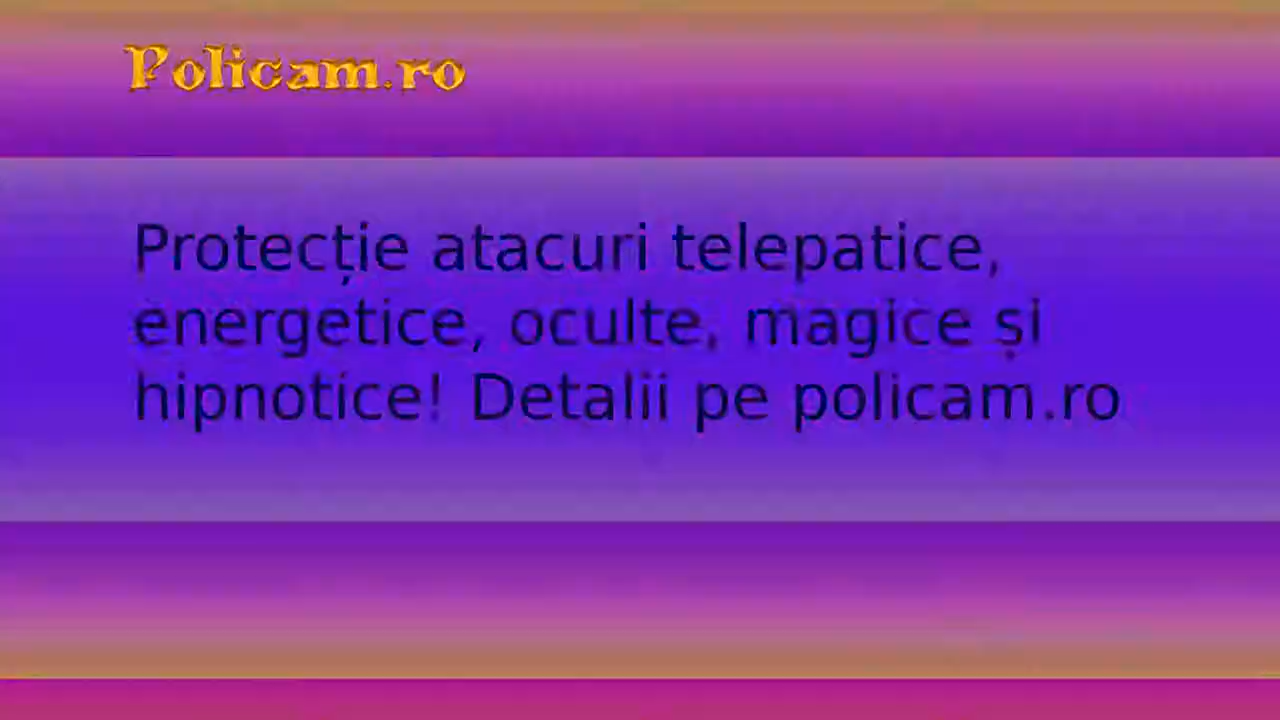 Policam.ro
Protecție atacuri telepatice,
energetice, oculte, magice și
hipnotice! Detalii pe policam.ro